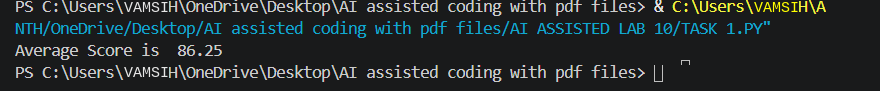 PS C:\Users\VAMSIH\OneDrive\Desktop\AI assisted coding with pdf files> & C:\Users\VAMSIH\A
NTH/OneDrive/Desktop/AI assisted coding with pdf files/AI ASSISTED LAB 10/TASK 1.PY"
Average Score is  86.25
PS C:\Users\VAMSIH\OneDrive\Desktop\AI assisted coding with pdf files>